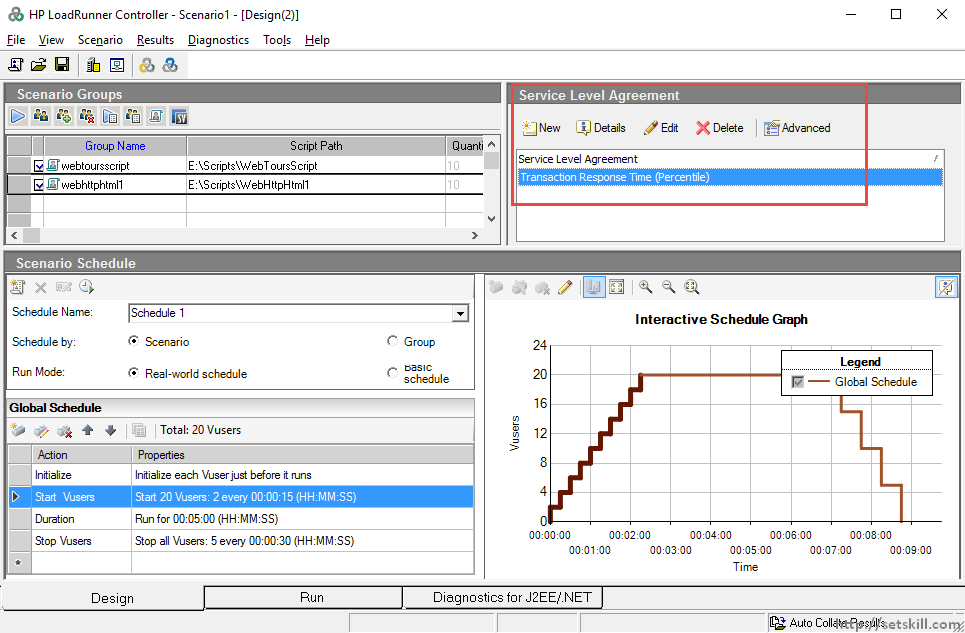 HP LoadRunner Controller - Scenario1 - [Design(2)]
File View Scenario Results Diagnostics Tools Help
Scenario Groups
Group Name Script Path Quanti
webtoursscript E:\Scripts\WebToursScript 10
webhttphtml1 E:\Scripts\WebHttpHtml1 10
Service Level Agreement
New Details Edit Delete Advanced
Service Level Agreement /
Transaction Response Time (Percentile)
Scenario Schedule
Schedule Name: Schedule 1
Schedule by: Scenario Group
Run Mode: Real-world schedule Basic
schedule
Global Schedule
Total: 20 Vusers
Action Properties
Initialize Initialize each Vuser just before it runs
Start Vusers Start 20 Vusers: 2 every 00:00:15 (HH:MM:SS)
Duration Run for 00:05:00 (HH:MM:SS)
Stop Vusers Stop all Vusers: 5 every 00:00:30 (HH:MM:SS)
*
Interactive Schedule Graph
Legend
Global Schedule
24
20
16
12
8
4
0
Vusers
00:00:00 00:02:00 00:04:00 00:06:00 00:08:00
00:01:00 00:03:00 00:05:00 00:07:00 00:09:00
Time
Design Run Diagnostics for J2EE/.NET
Auto Collate Results
http://setskill.com